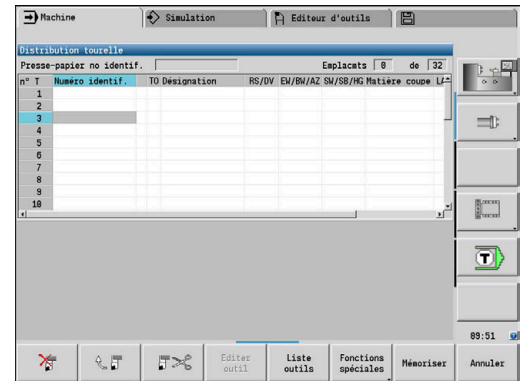 Machine Simulation Editeur d'outils
Distribution tourelle
Presse-papier no identif. Emplacmts 0 de 32
n° T Numéro identif. TO Désignation RS/DV EW/BW/AZ SW/SB/HG Matière coupe
1
2
3
4
5
6
7
8
9
10
T
09:51
Editer outil Liste outils Fonctions spéciales Mémoriser Annuler